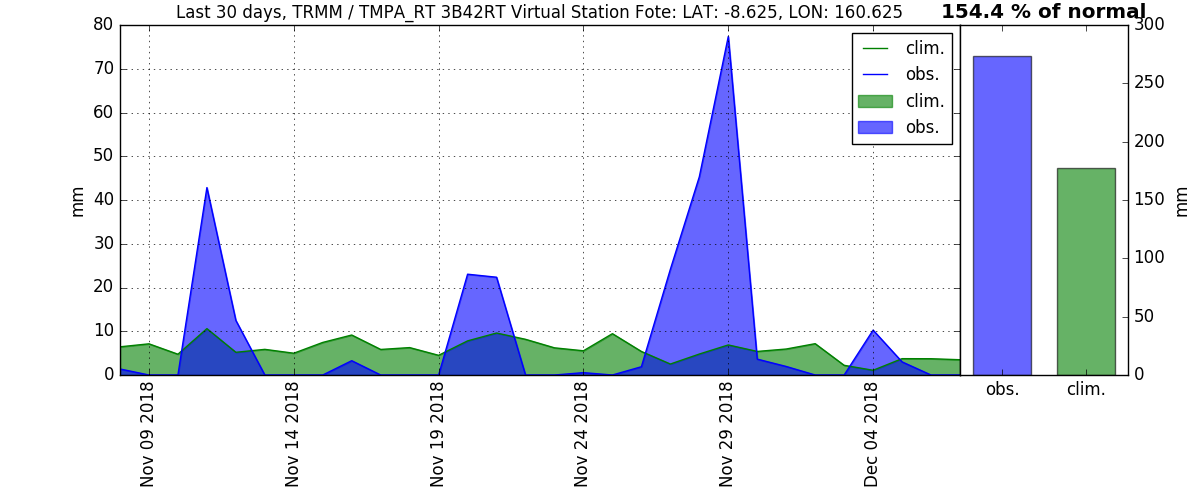 Last 30 days, TRMM / TMPA_RT 3B42RT Virtual Station Fote: LAT: -8.625, LON: 160.625
154.4 % of normal
80
70
60
50
40
30
20
10
0
mm
clim.
obs.
clim.
obs.
300
250
200
150
100
50
0
mm
obs.
clim.
Nov 09 2018
Nov 14 2018
Nov 19 2018
Nov 24 2018
Nov 29 2018
Dec 04 2018